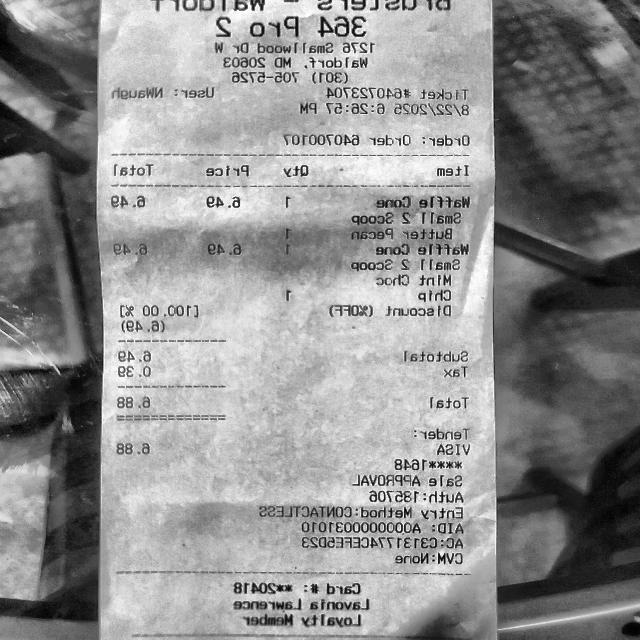 Brusters - Waldorf
364 Pro 2
1276 Smallwood Dr W
Waldorf, MD 20603
(301) 705-5726
Ticket #640723704 User: NWaugh
8/22/2025 6:26:57 PM
Order: Order 640700107
Item Qty Price Total
Waffle Cone 1 6.49 6.49
Small 2 Scoop
Butter Pecan 1
Waffle Cone 1 6.49 6.49
Small 2 Scoop
Mint Choc
Chip 1
Discount (%OFF) [100.00 %]
(6.49)
Subtotal 6.49
Tax 0.39
Total 6.88
Tender:
VISA 6.88
****1648
Sale APPROVAL
Auth:185706
Entry Method:CONTACTLESS
AID: A0000000031010
AC:C3131774CEFE5D23
CVM:None
Card #: **20418
Lavonia Lawrence
Loyalty Member